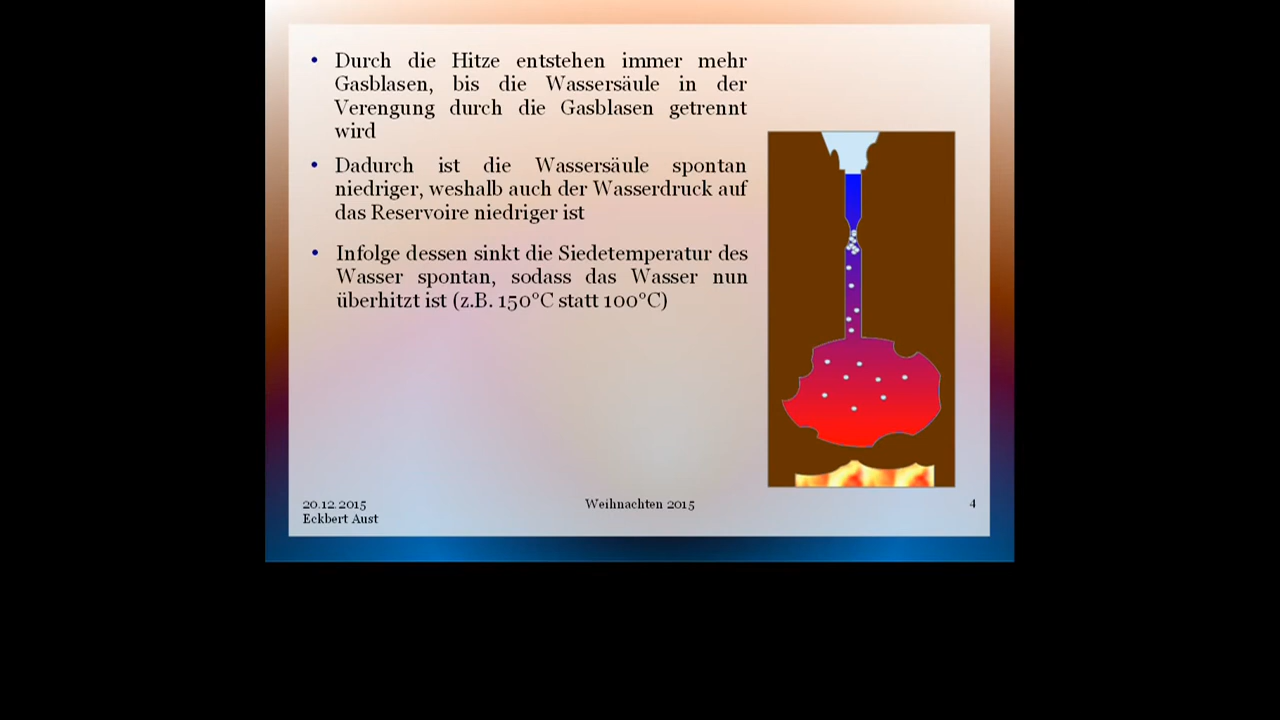 • Durch die Hitze entstehen immer mehr
Gasblasen, bis die Wassersäule in der
Verengung durch die Gasblasen getrennt
wird
• Dadurch ist die Wassersäule spontan
niedriger, weshalb auch der Wasserdruck auf
das Reservoire niedriger ist
• Infolge dessen sinkt die Siedetemperatur des
Wasser spontan, sodass das Wasser nun
überhitzt ist (z.B. 150°C statt 100°C)
20.12.2015
Eckbert Aust
Weihnachten 2015
4